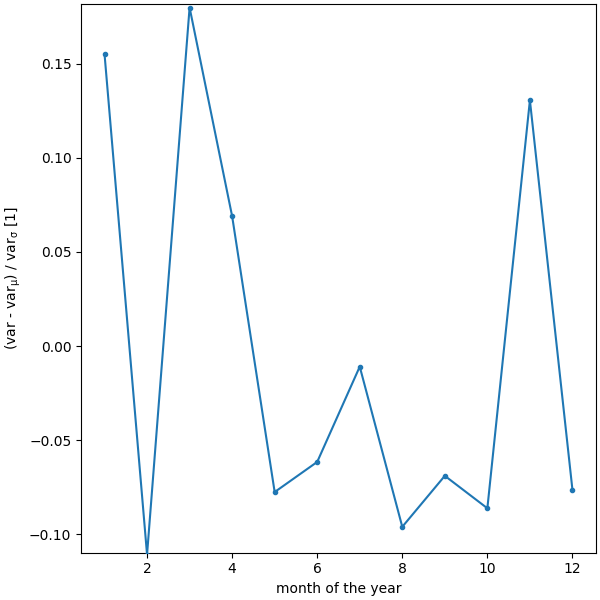 0.15
0.10
0.05
0.00
−0.05
−0.10
2 4 6 8 10 12
month of the year
(var - varμ) / varσ [1]